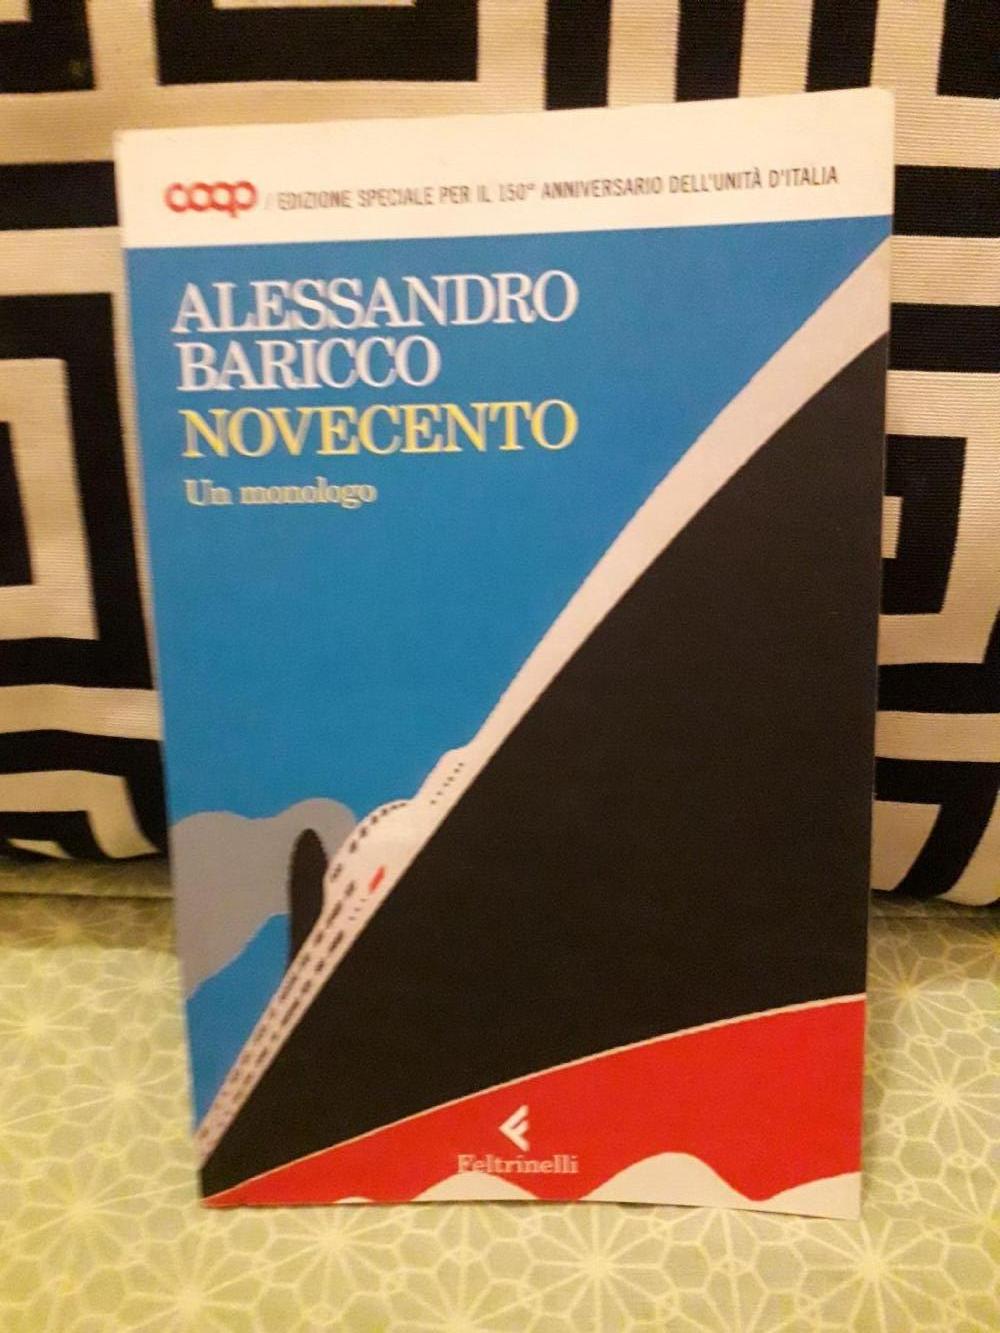 coop / EDIZIONE SPECIALE PER IL 150° ANNIVERSARIO DELL'UNITÀ D'ITALIA
ALESSANDRO
BARICCO
NOVECENTO
Un monologo
Feltrinelli